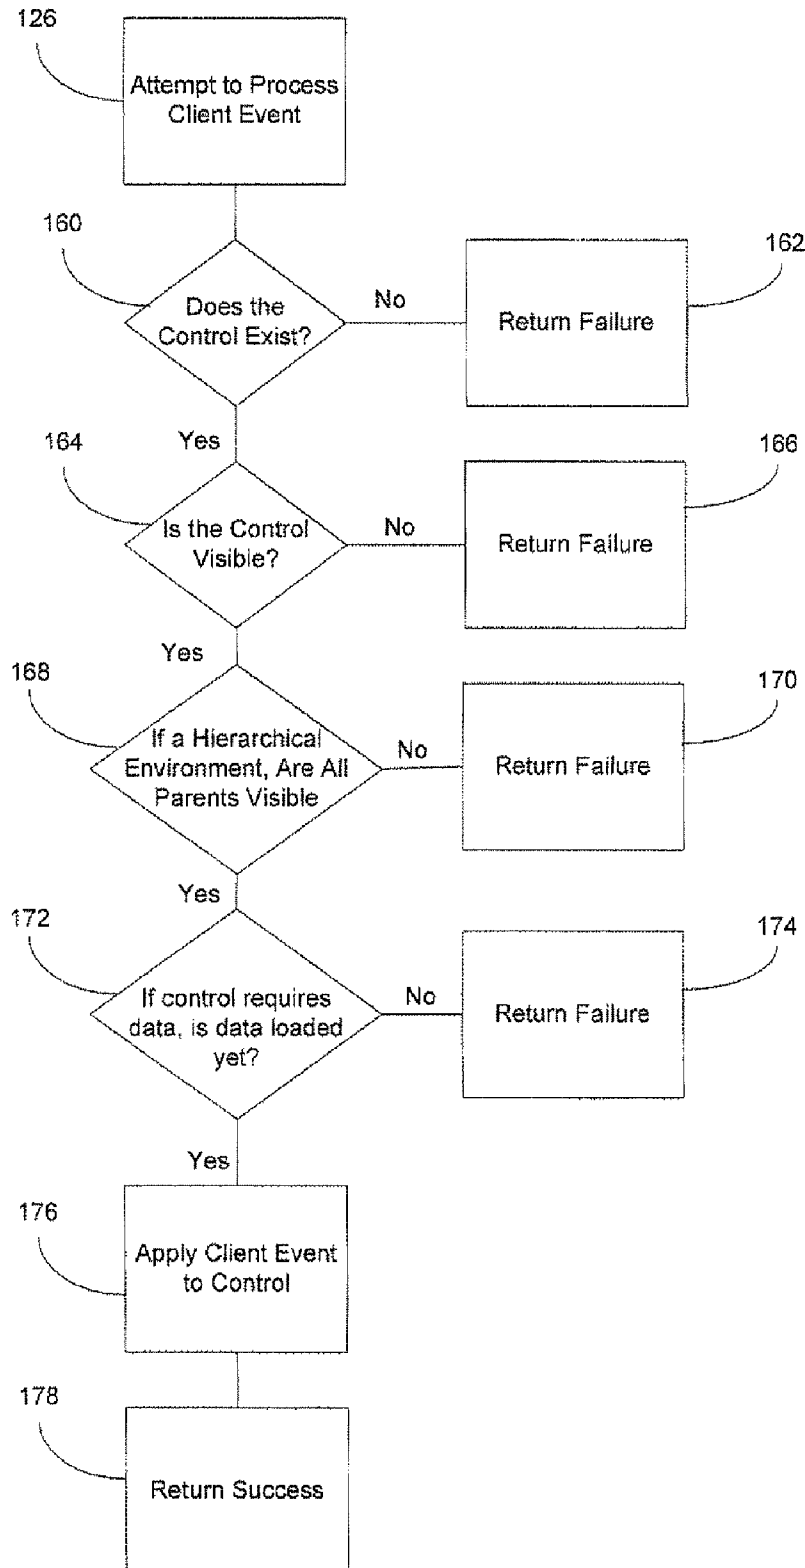 126
Attempt to Process
Client Event
160
Does the
Control Exist?
No
162
Return Failure
Yes
164
Is the Control
Visible?
No
166
Return Failure
Yes
168
If a Hierarchical
Environment, Are All
Parents Visible
No
170
Return Failure
Yes
172
If control requires
data, is data loaded
yet?
No
174
Return Failure
Yes
176
Apply Client Event
to Control
178
Return Success